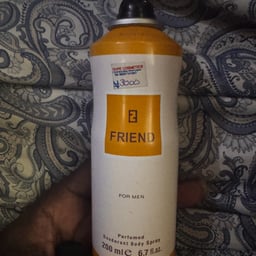 ₦3000
FRIEND
FOR MEN
Perfumed
Deodorant Body Spray
200 ml℮ 6.7 fl.oz